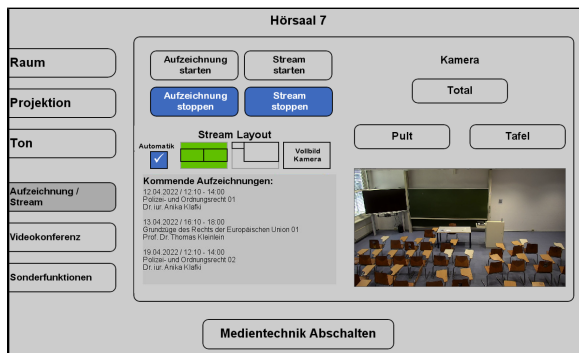 Hörsaal 7
Raum
Projektion
Ton
Aufzeichnung /
Stream
Videokonferenz
Sonderfunktionen
Aufzeichnung
starten
Stream
starten
Aufzeichnung
stoppen
Stream
stoppen
Stream Layout
Automatik
Vollbild
Kamera
Kommende Aufzeichnungen:
12.04.2022 / 12:10 - 14:00
Polizei- und Ordnungsrecht 01
Dr. iur. Anika Klafki
13.04.2022 / 16:10 - 18:00
Grundzüge des Rechts der Europäischen Union 01
Prof. Dr. Thomas Kleinlein
19.04.2022 / 12:10 - 14:00
Polizei- und Ordnungsrecht 02
Dr. iur. Anika Klafki
Kamera
Total
Pult
Tafel
Medientechnik Abschalten